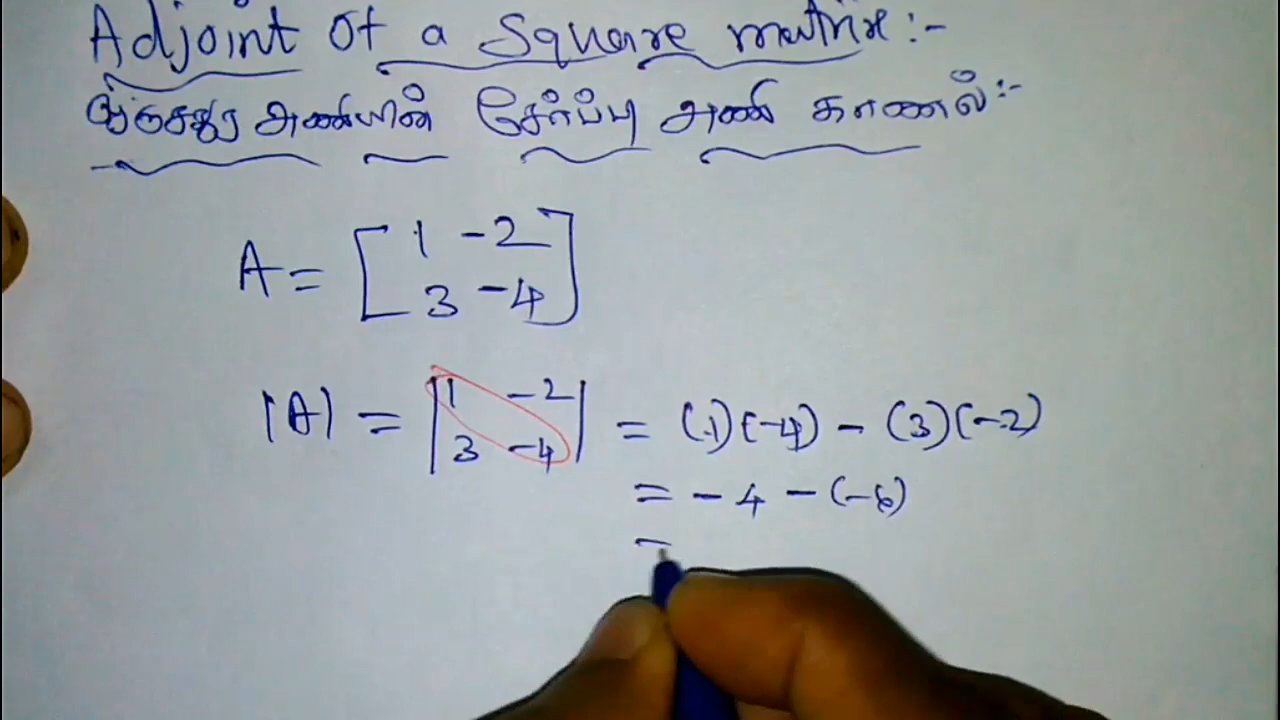 Adjoint Of a Square matrix:-
அணியின் சேர்ப்பு அணி காணல்:-
A = [ 1 -2
3 -4 ]
|A| = | 1 -2 | = (1)(-4) - (3)(-2)
3 -4
= -4 - (-6)
=